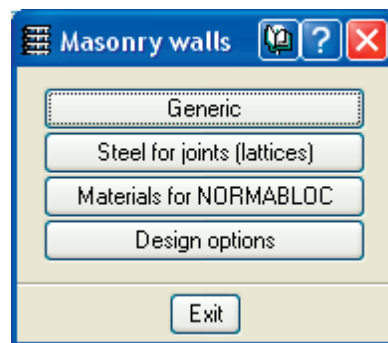 Masonry walls
Generic
Steel for joints (lattices)
Materials for NORMABLOC
Design options
Exit